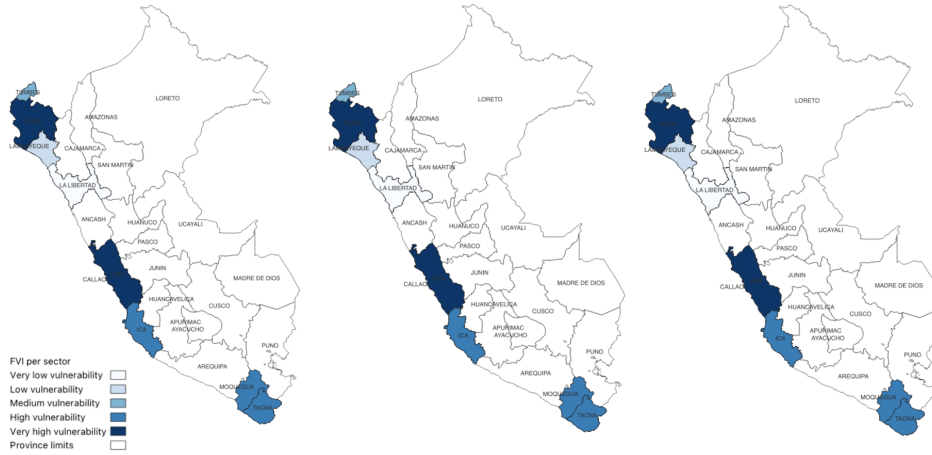 LORETO
TUMBES
AMAZONAS
LAMBAYEQUE
CAJAMARCA
SAN MARTIN
LA LIBERTAD
ANCASH
HUANUCO
UCAYALI
PASCO
JUNIN
CALLAO
MADRE DE DIOS
HUANCAVELICA
CUSCO
ICA
APURIMAC
AYACUCHO
PUNO
AREQUIPA
MOQUEGUA
TACNA
FVI per sector
Very low vulnerability
Low vulnerability
Medium vulnerability
High vulnerability
Very high vulnerability
Province limits
LORETO
TUMBES
AMAZONAS
LAMBAYEQUE
CAJAMARCA
SAN MARTIN
LA LIBERTAD
ANCASH
HUANUCO
UCAYALI
PASCO
JUNIN
CALLAO
MADRE DE DIOS
HUANCAVELICA
CUSCO
ICA
APURIMAC
AYACUCHO
PUNO
AREQUIPA
MOQUEGUA
TACNA
LORETO
TUMBES
AMAZONAS
LAMBAYEQUE
CAJAMARCA
SAN MARTIN
LA LIBERTAD
ANCASH
HUANUCO
UCAYALI
PASCO
JUNIN
CALLAO
MADRE DE DIOS
HUANCAVELICA
CUSCO
ICA
APURIMAC
AYACUCHO
PUNO
AREQUIPA
MOQUEGUA
TACNA